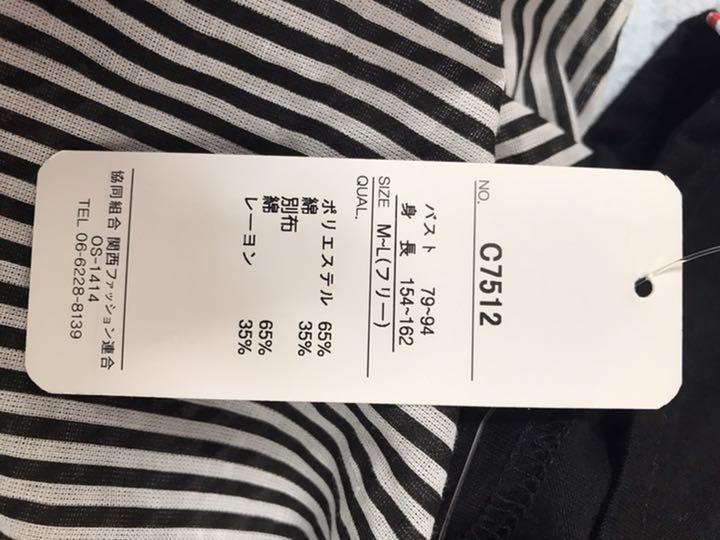 NO. C7512
バスト 79~94
身長 154~162
SIZE M~L(フリー)
QUAL.
ポリエステル 65%
綿 35%
別布
綿 65%
レーヨン 35%
協同組合 関西ファッション連合
OS-1414
TEL 06-6228-8139